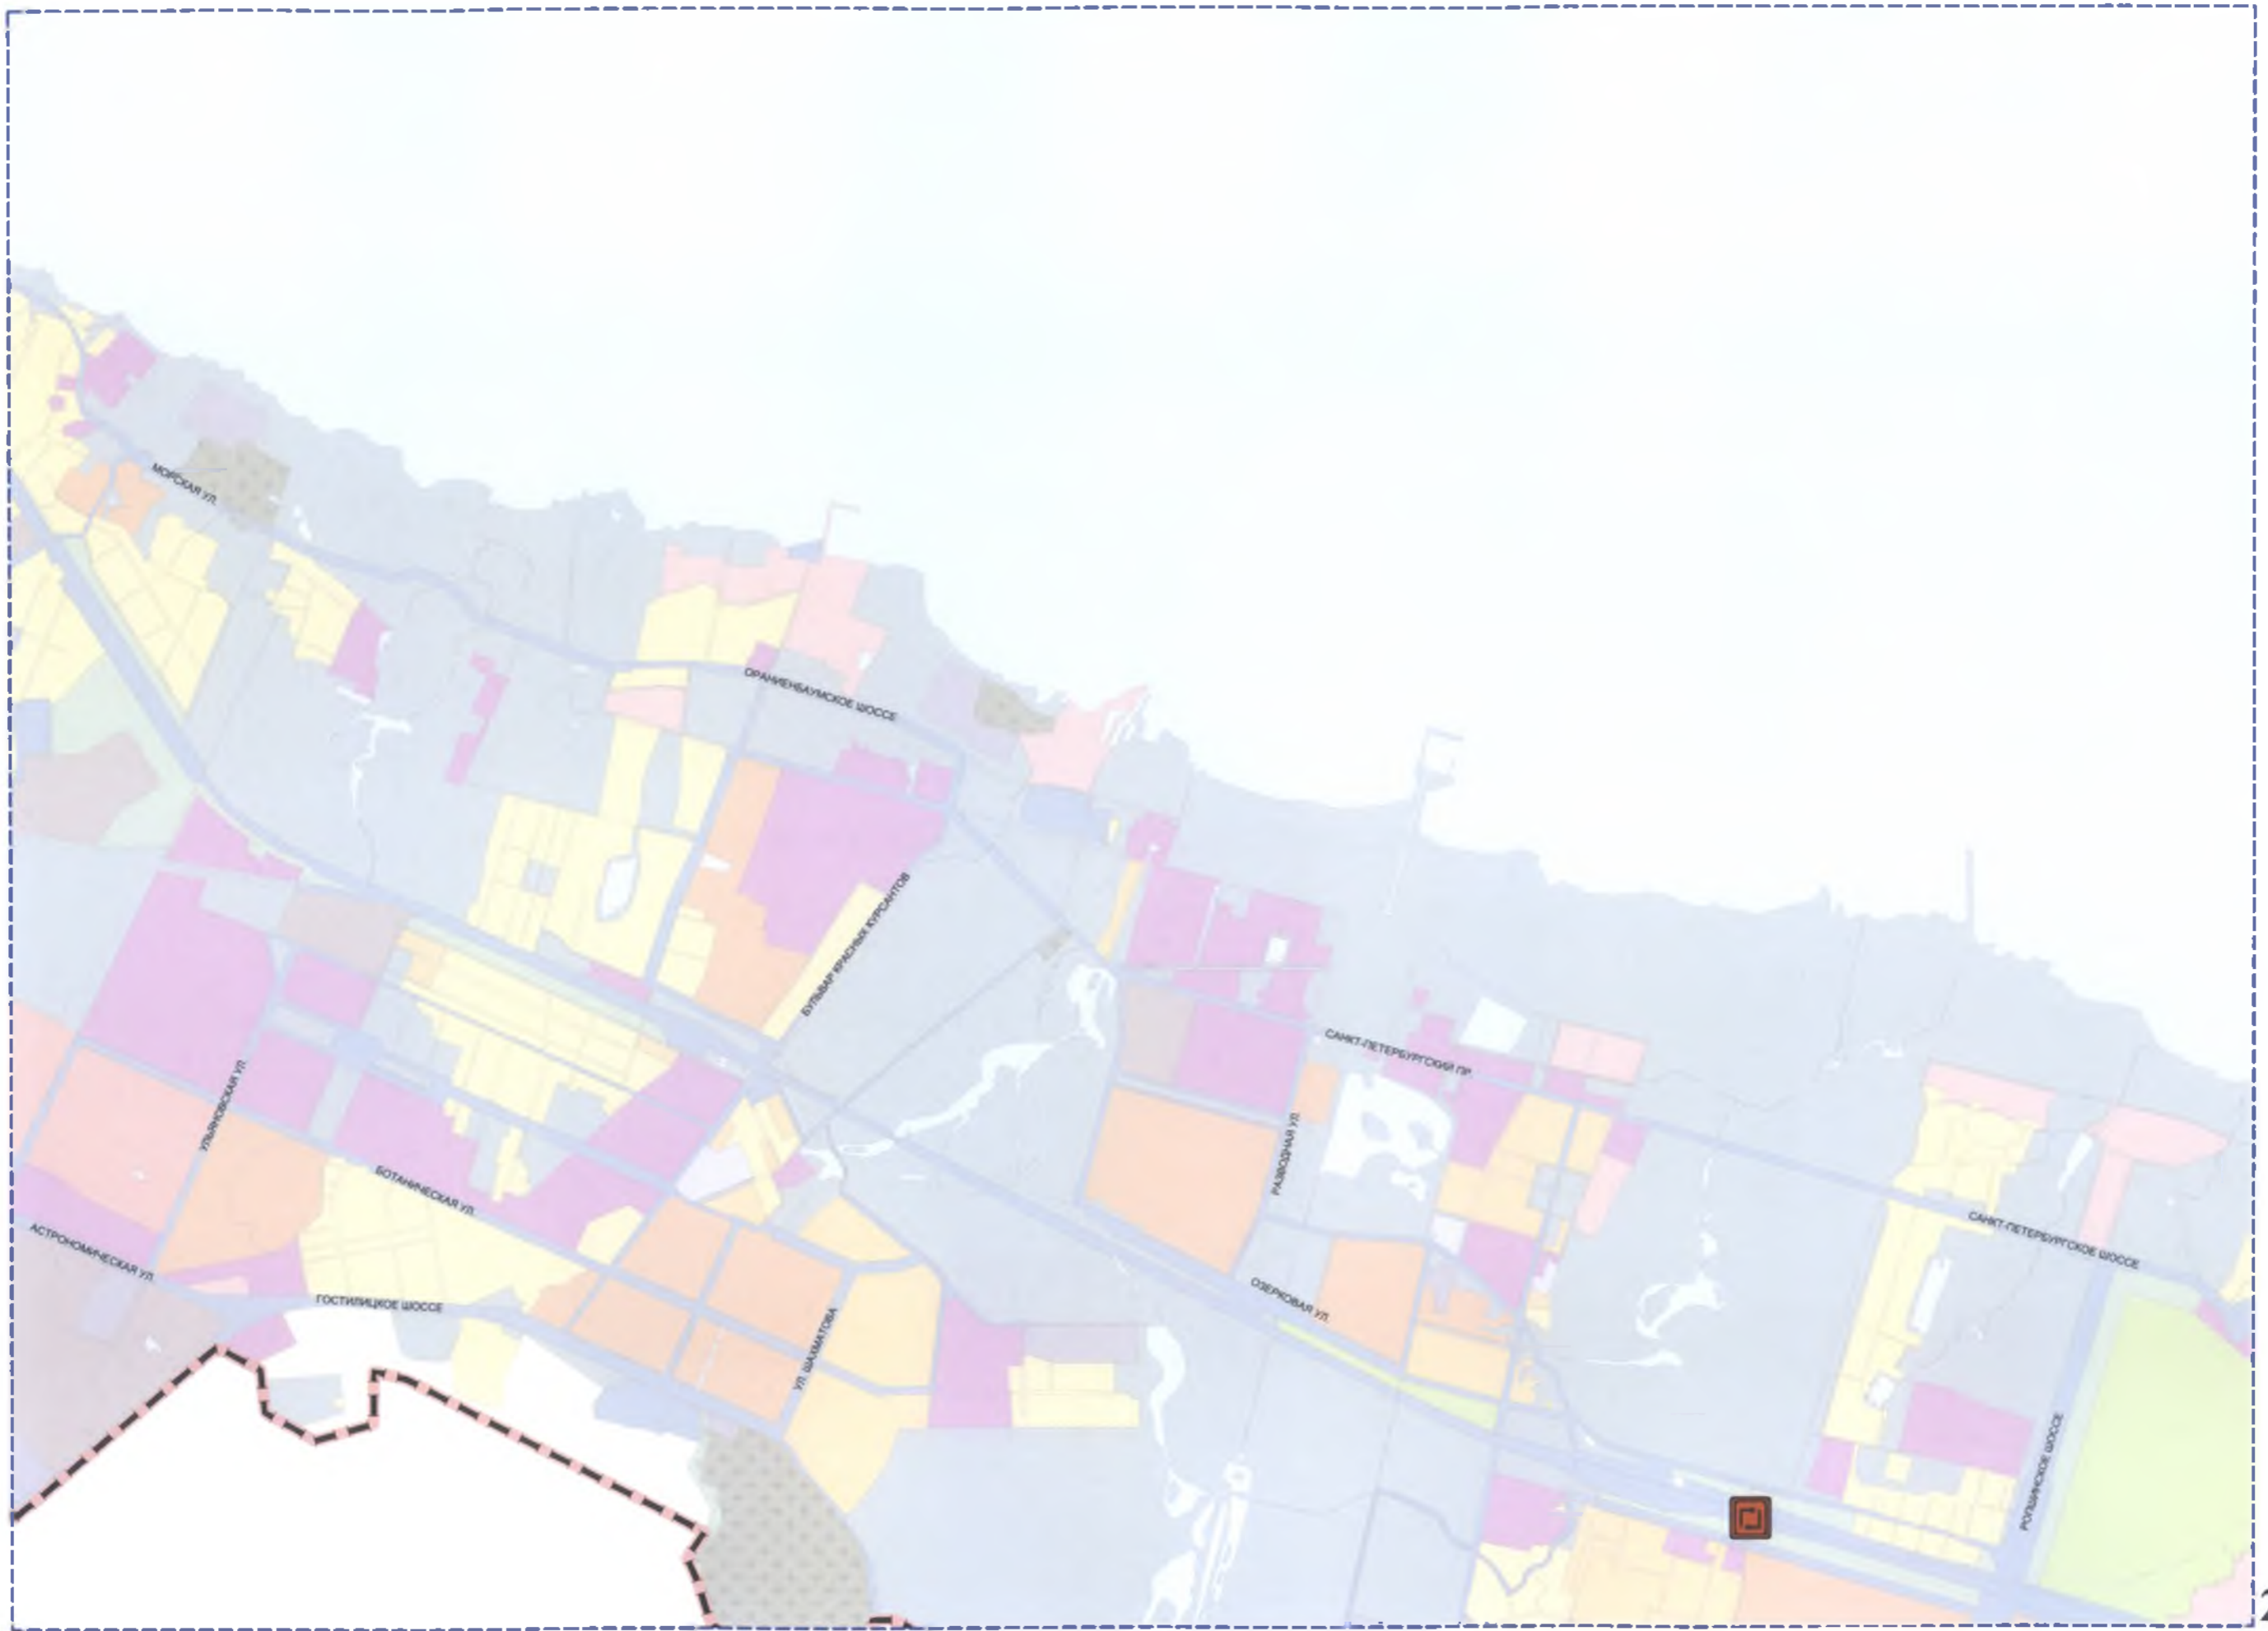 МОРСКАЯ УЛ.
ОРАНИЕНБАУМСКОЕ ШОССЕ
БУЛЬВАР КРАСНЫХ КУРСАНТОВ
САНКТ-ПЕТЕРБУРГСКИЙ ПР.
УЛЬЯНОВСКАЯ УЛ.
РАЗВОДНАЯ УЛ.
БОТАНИЧЕСКАЯ УЛ.
АСТРОНОМИЧЕСКАЯ УЛ.
САНКТ-ПЕТЕРБУРГСКОЕ ШОССЕ
ГОСТИЛИЦКОЕ ШОССЕ
ОЗЕРКОВАЯ УЛ.
УЛ. ШАХМАТОВА
РОПШИНСКОЕ ШОССЕ